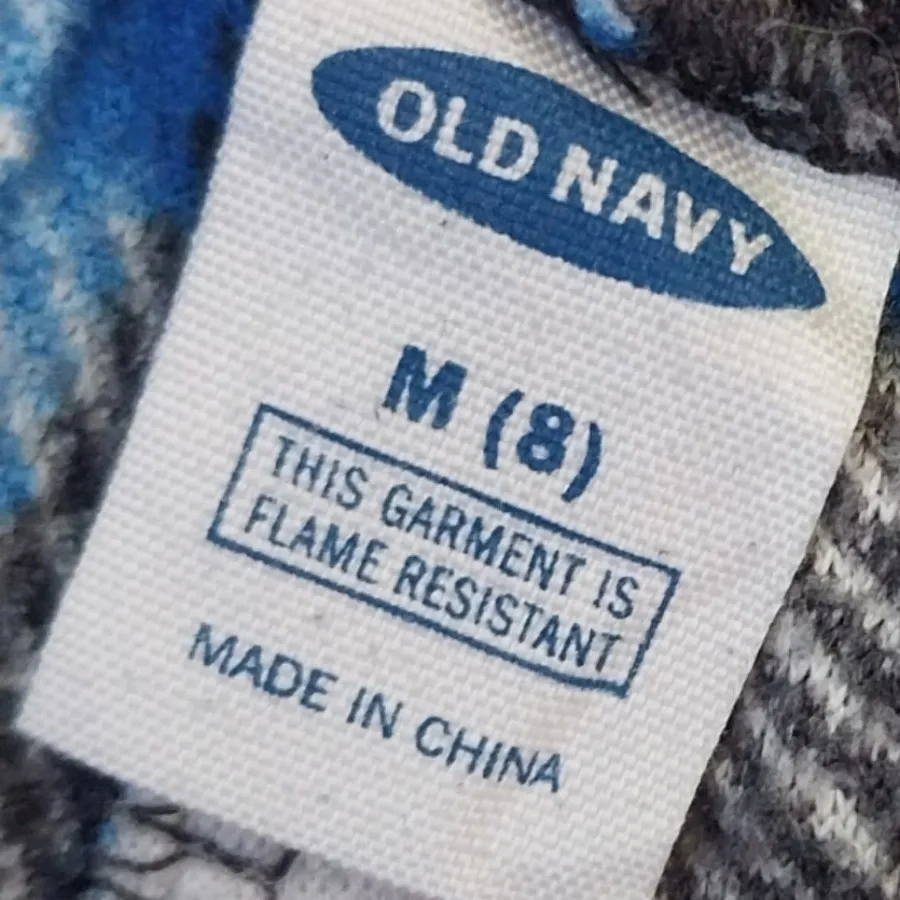 OLD NAVY
M (8)
THIS GARMENT IS
FLAME RESISTANT
MADE IN CHINA